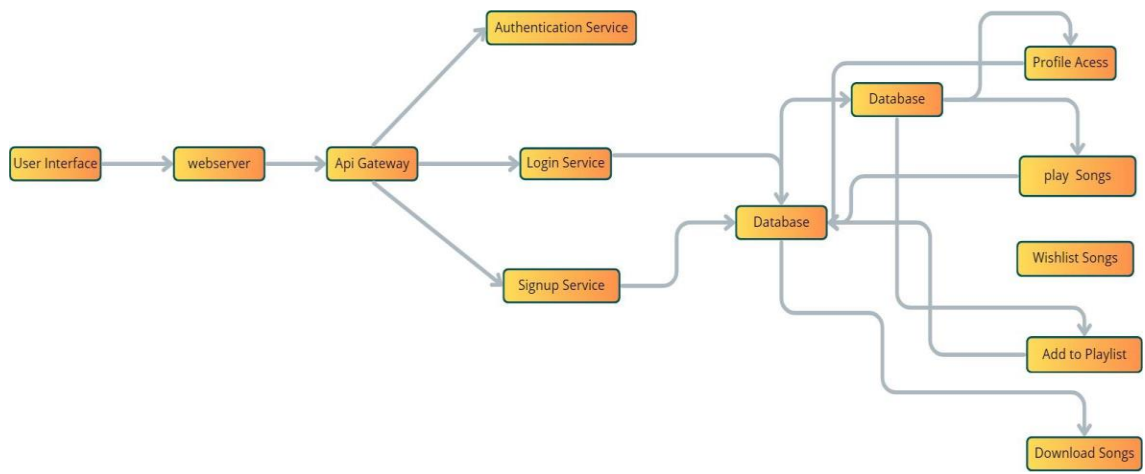 Authentication Service
Profile Acess
Database
User Interface
webserver
Api Gateway
Login Service
play Songs
Database
Wishlist Songs
Signup Service
Add to Playlist
Download Songs